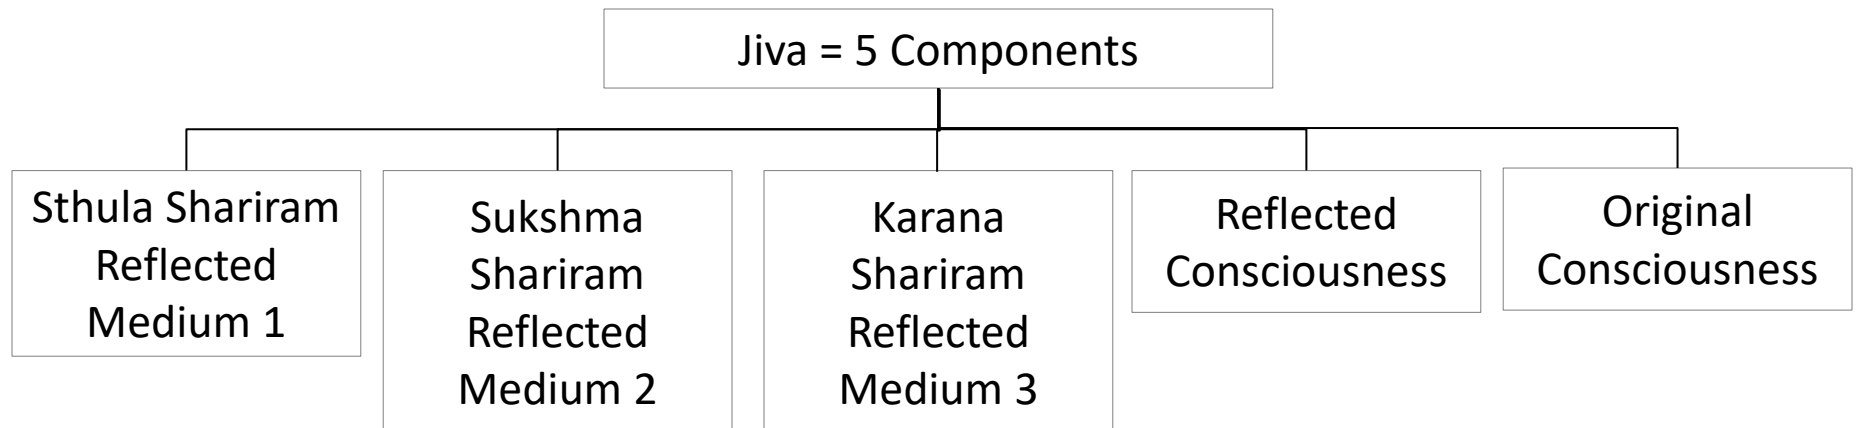 Jiva = 5 Components
Sthula Shariram
Reflected
Medium 1
Sukshma
Shariram
Reflected
Medium 2
Karana
Shariram
Reflected
Medium 3
Reflected
Consciousness
Original
Consciousness